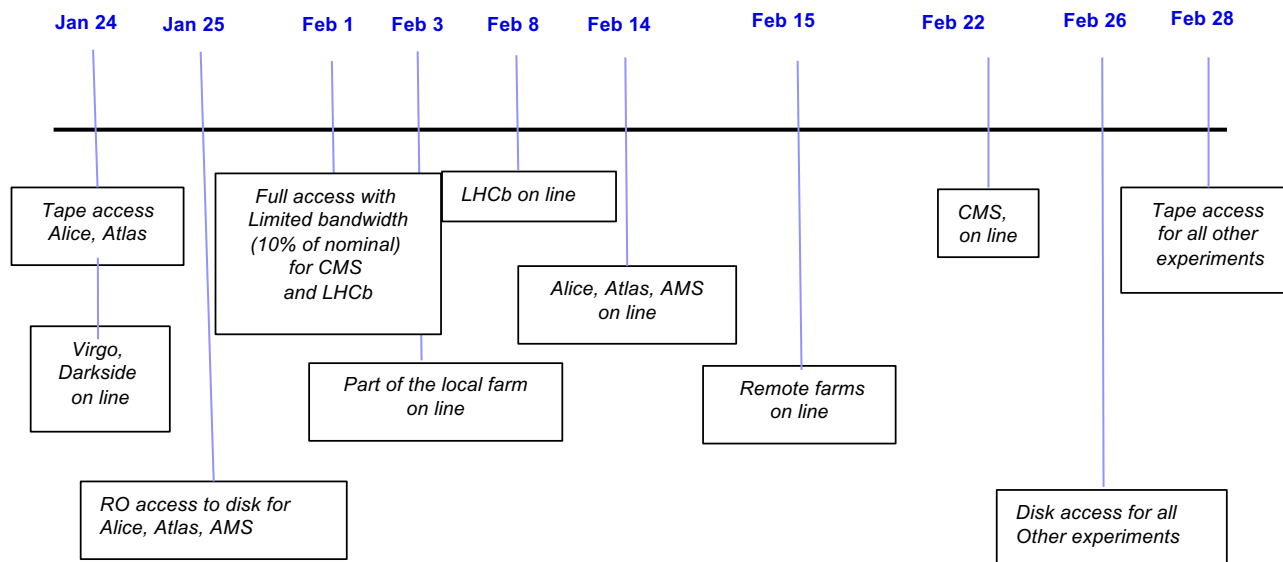 Jan 24
Jan 25
Feb 1
Feb 3
Feb 8
Feb 14
Feb 15
Feb 22
Feb 26
Feb 28
Tape access
Alice, Atlas
Virgo,
Darkside
on line
RO access to disk for
Alice, Atlas, AMS
Full access with
Limited bandwidth
(10% of nominal)
for CMS
and LHCb
Part of the local farm
on line
LHCb on line
Alice, Atlas, AMS
on line
Remote farms
on line
CMS,
on line
Disk access for all
Other experiments
Tape access
for all other
experiments